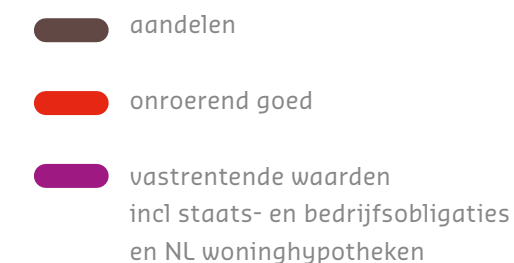 aandelen
onroerend goed
vastrentende waarden
incl staats- en bedrijfsobligaties
en NL woninghypotheken